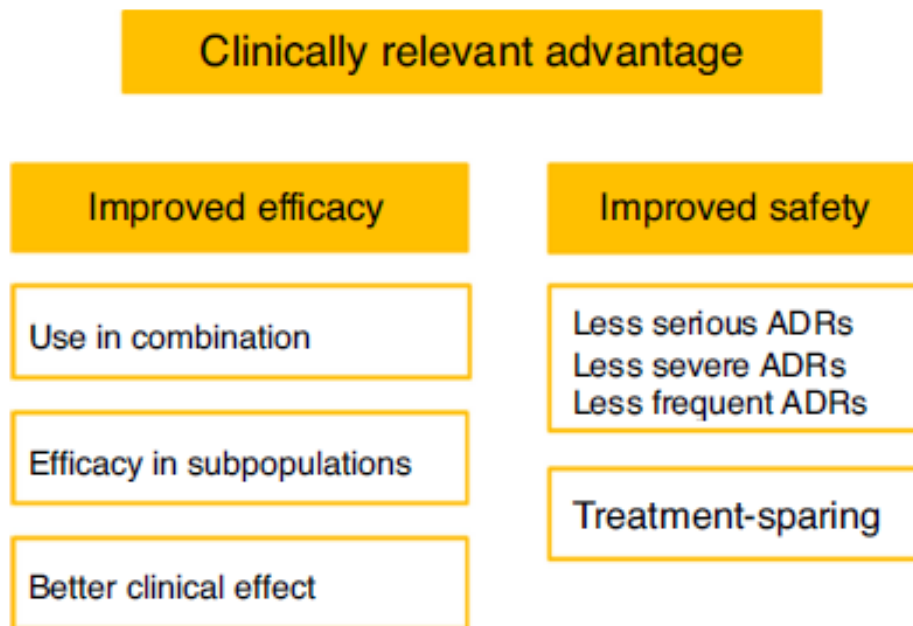 Clinically relevant advantage
Improved efficacy
Use in combination
Efficacy in subpopulations
Better clinical effect
Improved safety
Less serious ADRs
Less severe ADRs
Less frequent ADRs
Treatment-sparing